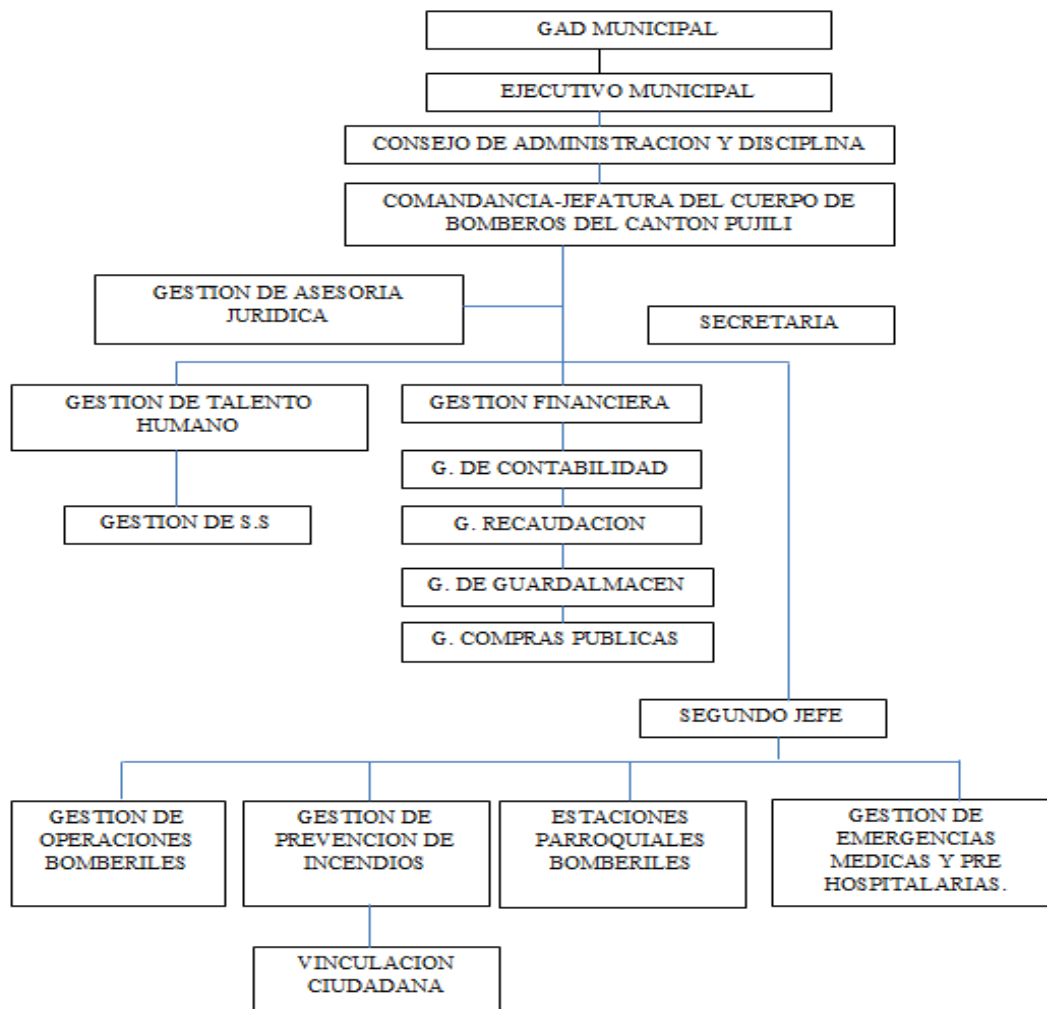 GAD MUNICIPAL
EJECUTIVO MUNICIPAL
CONSEJO DE ADMINISTRACION Y DISCIPLINA
COMANDANCIA-JEFATURA DEL CUERPO DE
BOMBEROS DEL CANTON PUJILI
GESTION DE ASESORIA
JURIDICA
SECRETARIA
GESTION DE TALENTO
HUMANO
GESTION FINANCIERA
G. DE CONTABILIDAD
GESTION DE S.S
G. RECAUDACION
G. DE GUARDALMACEN
G. COMPRAS PUBLICAS
SEGUNDO JEFE
GESTION DE
OPERACIONES
BOMBERILES
GESTION DE
PREVENCION DE
INCENDIOS
ESTACIONES
PARROQUIALES
BOMBERILES
GESTION DE
EMERGENCIAS
MEDICAS Y PRE
HOSPITALARIAS.
VINCULACION
CIUDADANA